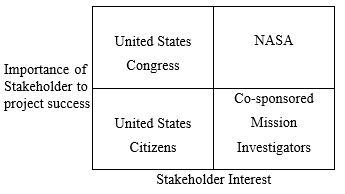 United States
Congress
NASA
Importance of
Stakeholder to
project success
United States
Citizens
Co-sponsored
Mission
Investigators
Stakeholder Interest